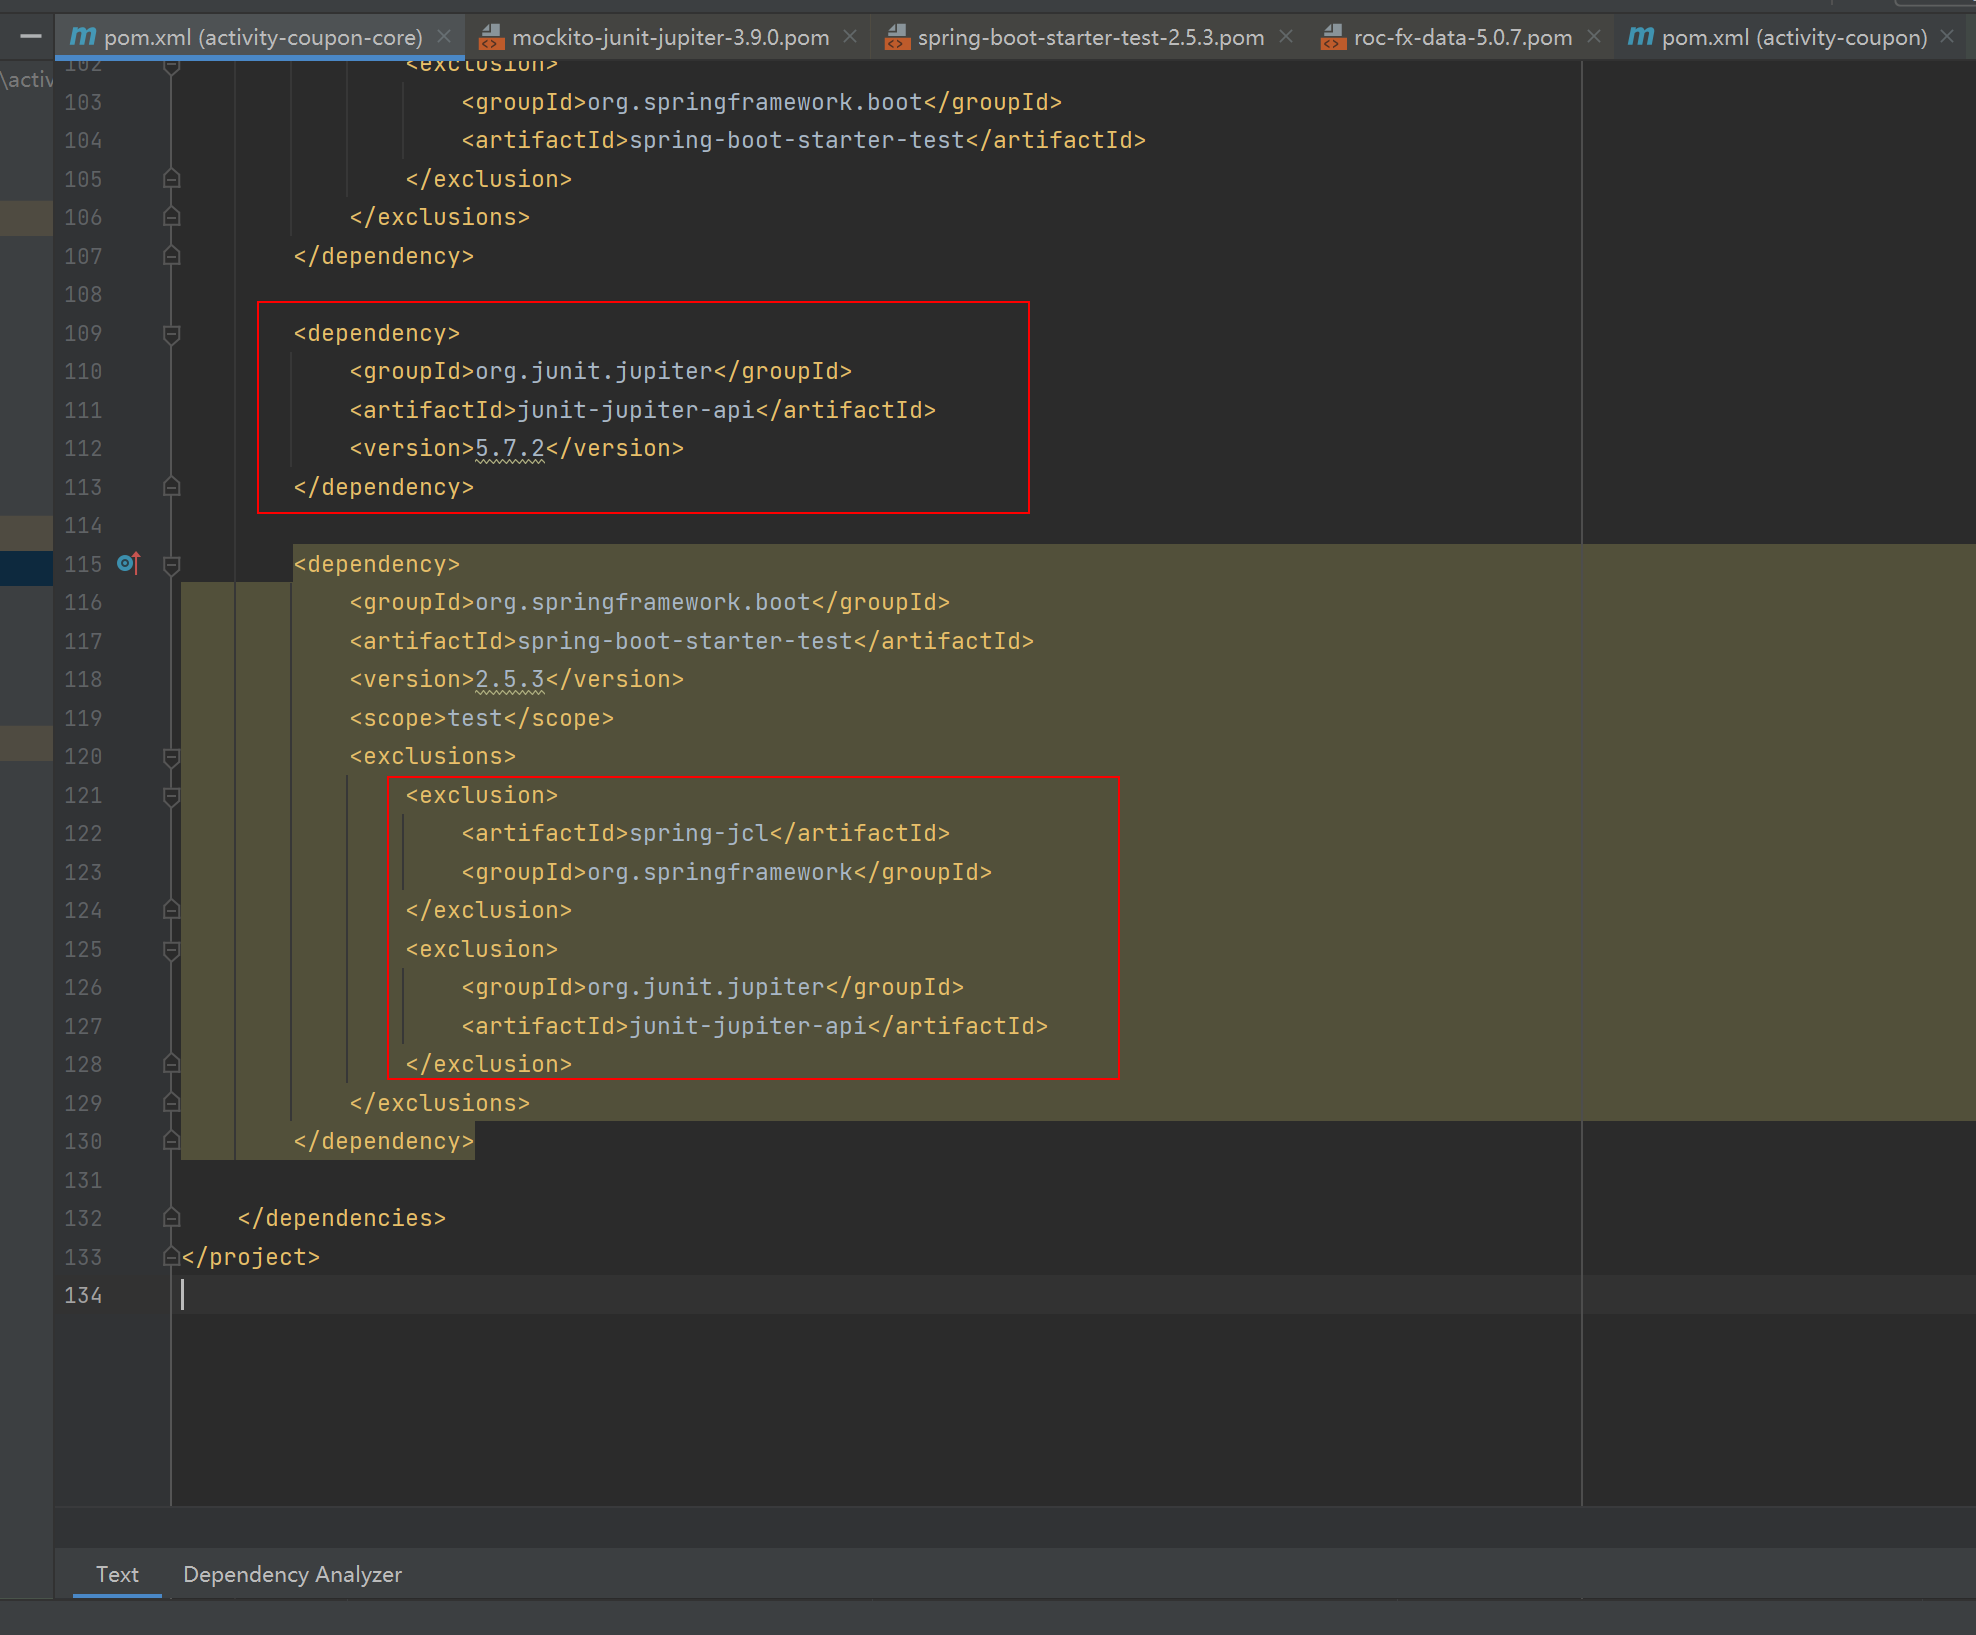 pom.xml (activity-coupon-core)
mockito-junit-jupiter-3.9.0.pom
spring-boot-starter-test-2.5.3.pom
roc-fx-data-5.0.7.pom
pom.xml (activity-coupon)
\activ
102 <exclusion>
103 <groupId>org.springframework.boot</groupId>
104 <artifactId>spring-boot-starter-test</artifactId>
105 </exclusion>
106 </exclusions>
107 </dependency>
108
109 <dependency>
110 <groupId>org.junit.jupiter</groupId>
111 <artifactId>junit-jupiter-api</artifactId>
112 <version>5.7.2</version>
113 </dependency>
114
115 <dependency>
116 <groupId>org.springframework.boot</groupId>
117 <artifactId>spring-boot-starter-test</artifactId>
118 <version>2.5.3</version>
119 <scope>test</scope>
120 <exclusions>
121 <exclusion>
122 <artifactId>spring-jcl</artifactId>
123 <groupId>org.springframework</groupId>
124 </exclusion>
125 <exclusion>
126 <groupId>org.junit.jupiter</groupId>
127 <artifactId>junit-jupiter-api</artifactId>
128 </exclusion>
129 </exclusions>
130 </dependency>
131
132 </dependencies>
133 </project>
134
Text
Dependency Analyzer